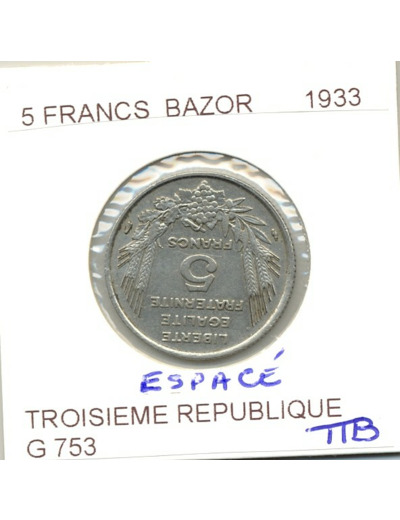 5 FRANCS BAZOR 1933
LIBERTE
EGALITE
FRATERNITE
5
FRANCS
ESPACÉ
TROISIEME REPUBLIQUE
G 753 TTB